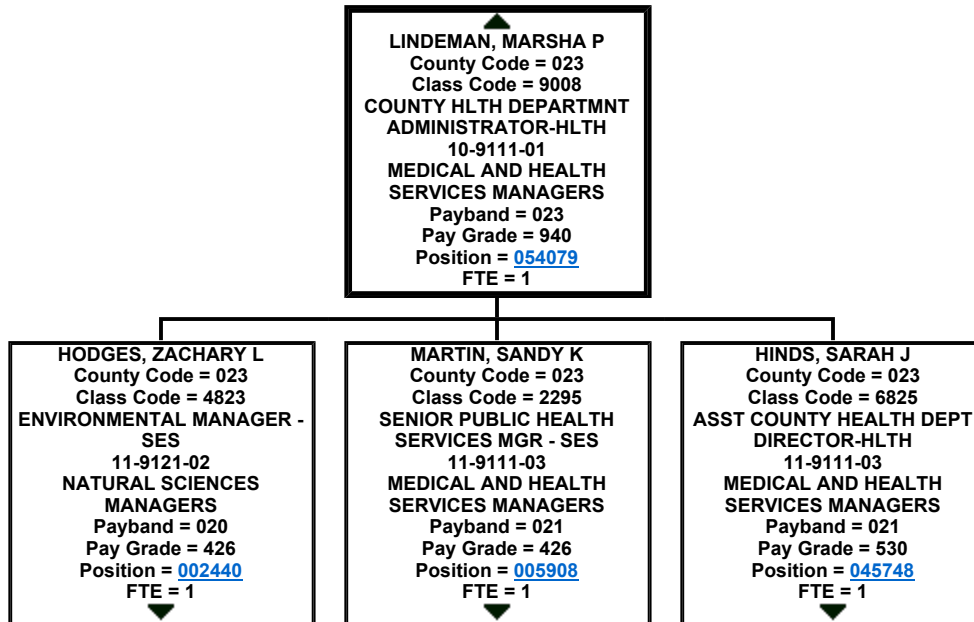 LINDEMAN, MARSHA P
County Code = 023
Class Code = 9008
COUNTY HLTH DEPARTMNT
ADMINISTRATOR-HLTH
10-9111-01
MEDICAL AND HEALTH
SERVICES MANAGERS
Payband = 023
Pay Grade = 940
Position = 054079
FTE = 1
HODGES, ZACHARY L
County Code = 023
Class Code = 4823
ENVIRONMENTAL MANAGER -
SES
11-9121-02
NATURAL SCIENCES
MANAGERS
Payband = 020
Pay Grade = 426
Position = 002440
FTE = 1
MARTIN, SANDY K
County Code = 023
Class Code = 2295
SENIOR PUBLIC HEALTH
SERVICES MGR - SES
11-9111-03
MEDICAL AND HEALTH
SERVICES MANAGERS
Payband = 021
Pay Grade = 426
Position = 005908
FTE = 1
HINDS, SARAH J
County Code = 023
Class Code = 6825
ASST COUNTY HEALTH DEPT
DIRECTOR-HLTH
11-9111-03
MEDICAL AND HEALTH
SERVICES MANAGERS
Payband = 021
Pay Grade = 530
Position = 045748
FTE = 1